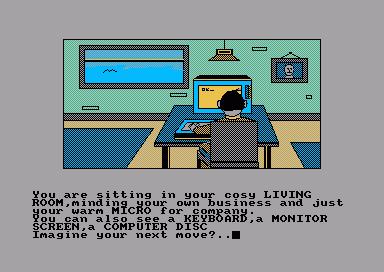 You are sitting in your cosy LIVING
ROOM,minding your own business and just
your warm MICRO for company.
You can also see a KEYBOARD,a MONITOR
SCREEN,a COMPUTER DISC
Imagine your next move?..